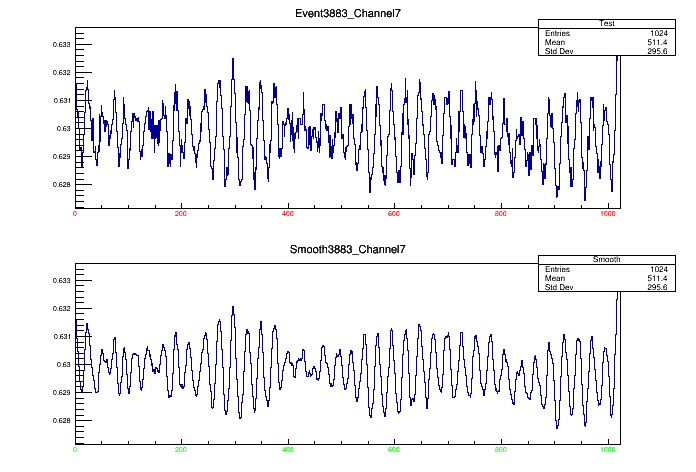 Event3883_Channel7
Test
Entries 1024
Mean 511.4
Std Dev 295.6
0.633
0.632
0.631
0.63
0.629
0.628
0 200 400 600 800 1000
Smooth3883_Channel7
Smooth
Entries 1024
Mean 511.4
Std Dev 295.6
0.633
0.632
0.631
0.63
0.629
0.628
0 200 400 600 800 1000